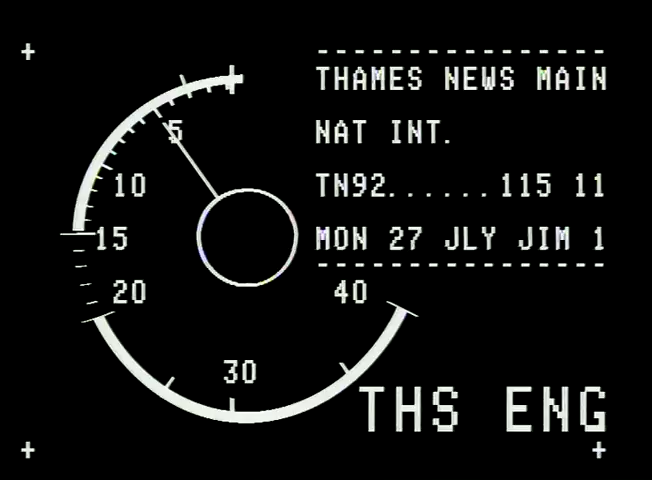 THAMES NEWS MAIN
NAT INT.
TN92......115 11
MON 27 JLY JIM 1
5
10
15
20
30
40
THS ENG